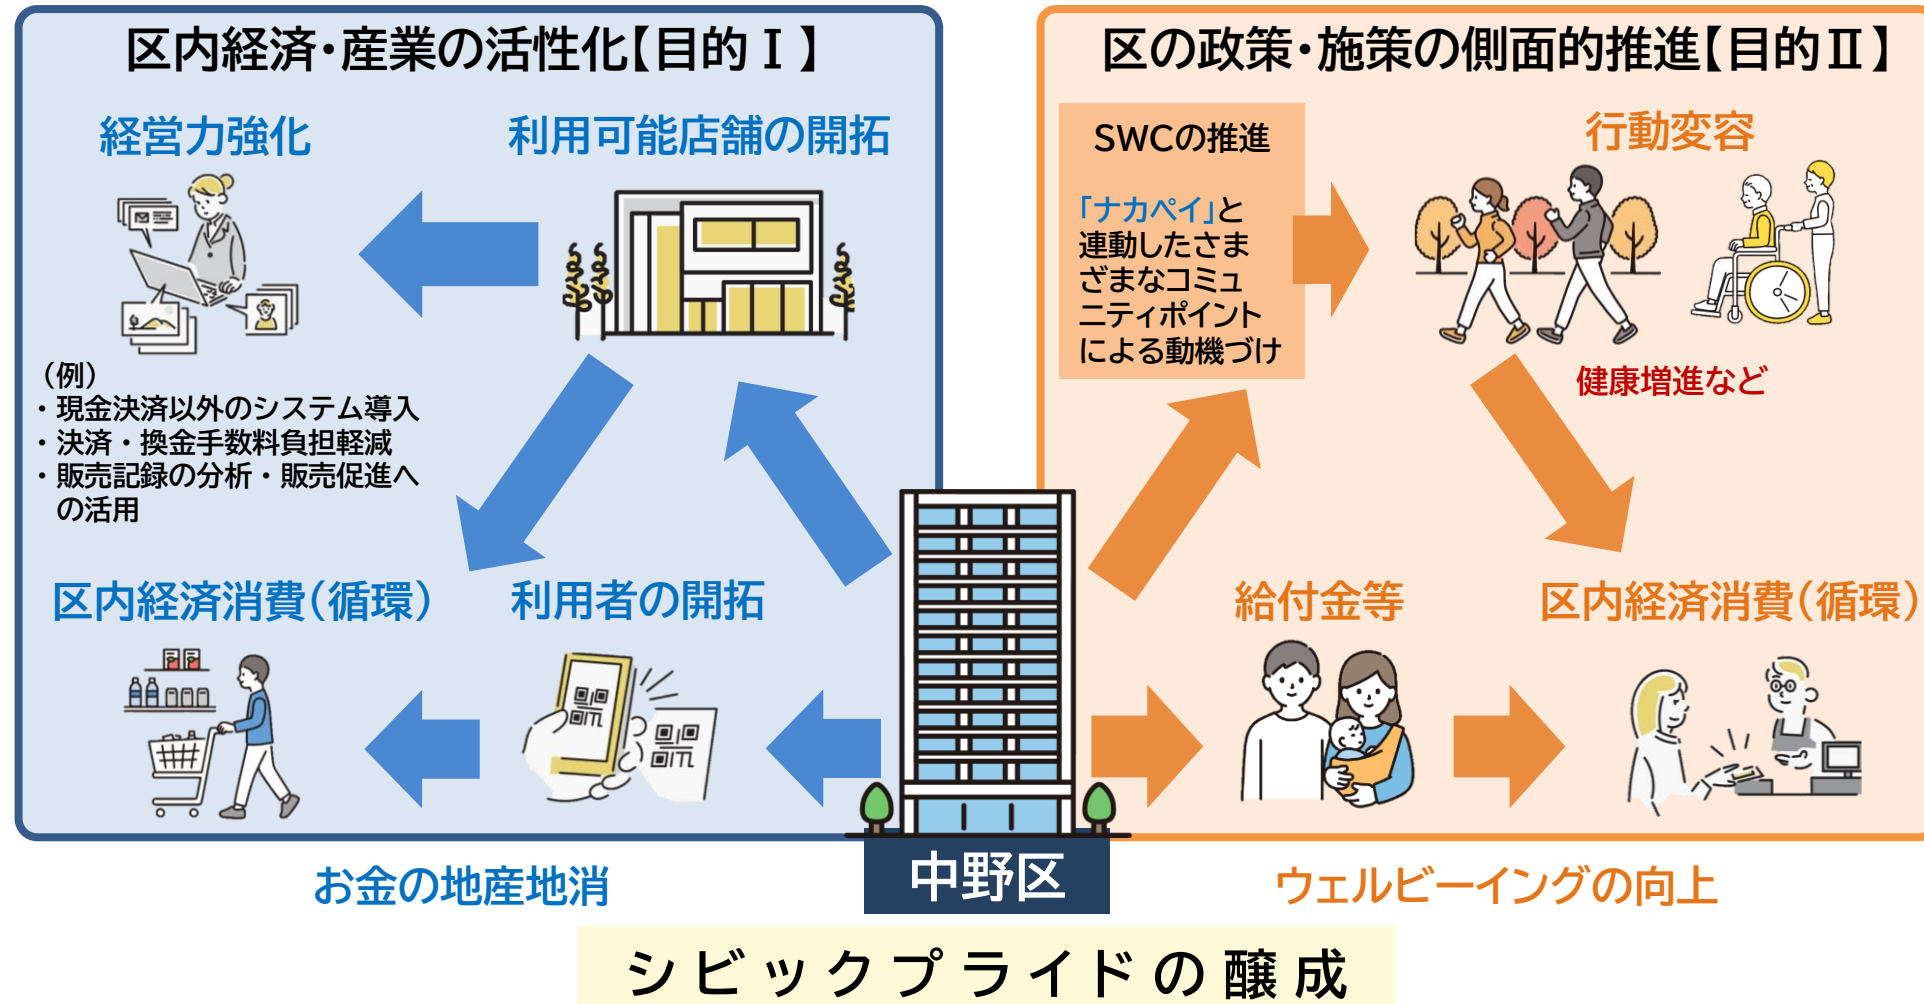 区内経済・産業の活性化【目的Ⅰ】
経営力強化
利用可能店舗の開拓
（例）
・現金決済以外のシステム導入
・決済・換金手数料負担軽減
・販売記録の分析・販売促進へ
の活用
区内経済消費（循環）
利用者の開拓
お金の地産地消
区の政策・施策の側面的推進【目的Ⅱ】
SWCの推進
「ナカペイ」と
連動したさま
ざまなコミュ
ニティポイント
による動機づけ
行動変容
健康増進など
給付金等
区内経済消費（循環）
ウェルビーイングの向上
中野区
シビックプライドの醸成